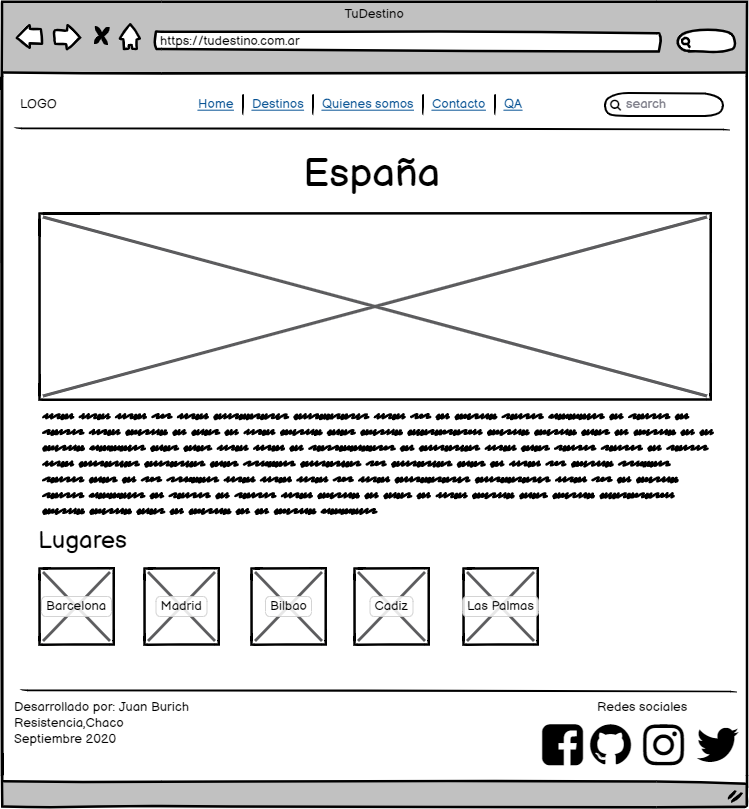 TuDestino
https://tudestino.com.ar
LOGO
Home | Destinos | Quienes somos | Contacto | QA
search
España
Lugares
Barcelona
Madrid
Bilbao
Cadiz
Las Palmas
Desarrollado por: Juan Burich
Resistencia,Chaco
Septiembre 2020
Redes sociales